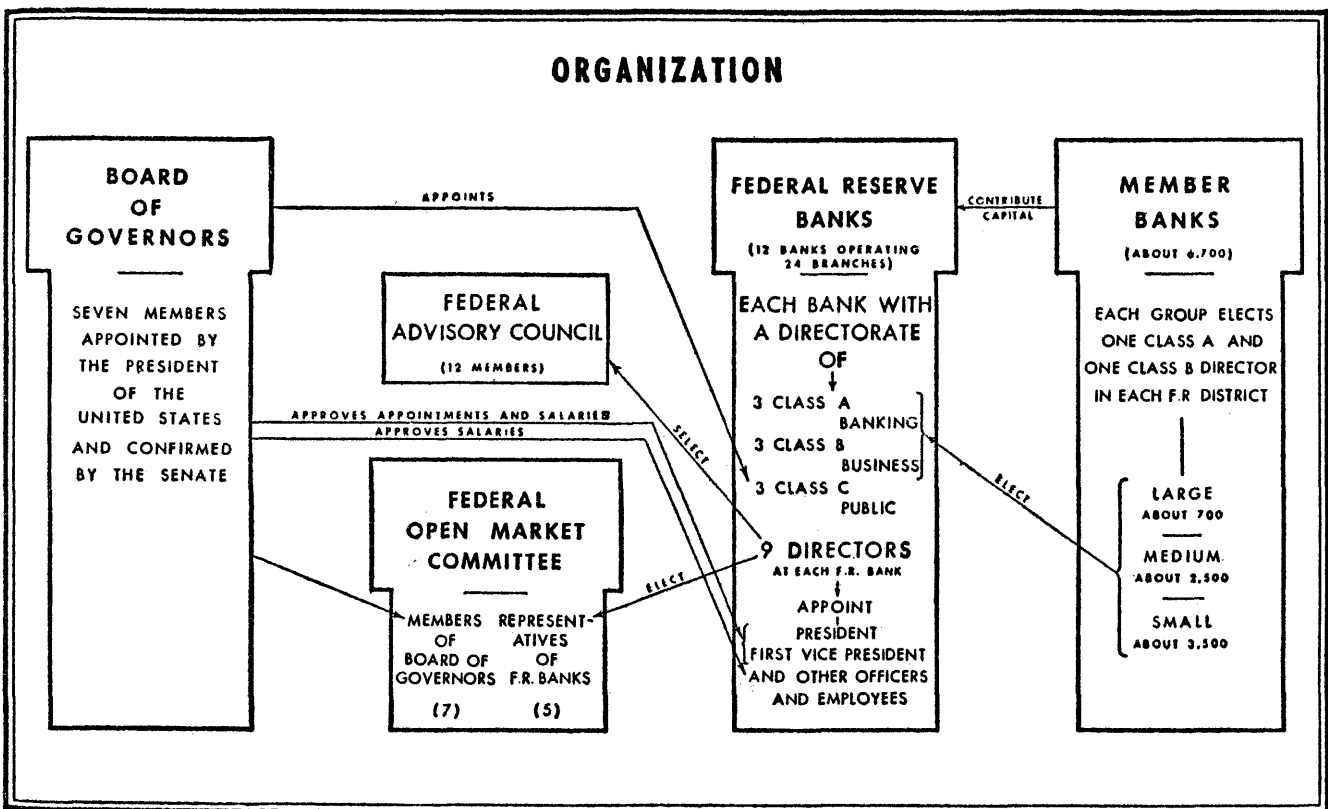 ORGANIZATION
BOARD
OF
GOVERNORS
SEVEN MEMBERS
APPOINTED BY
THE PRESIDENT
OF THE
UNITED STATES
AND CONFIRMED
BY THE SENATE
APPOINTS
FEDERAL
ADVISORY COUNCIL
(12 MEMBERS)
APPROVES APPOINTMENTS AND SALARIES
APPROVES SALARIES
SELECT
FEDERAL
OPEN MARKET
COMMITTEE
MEMBERS
OF
BOARD OF
GOVERNORS
(7)
REPRESENT-
ATIVES
OF
F.R. BANKS
(5)
ELECT
FEDERAL RESERVE
BANKS
(12 BANKS OPERATING
24 BRANCHES)
EACH BANK WITH
A DIRECTORATE
OF
3 CLASS A
BANKING
3 CLASS B
BUSINESS
3 CLASS C
PUBLIC
9 DIRECTORS
AT EACH F.R. BANK
APPOINT
PRESIDENT
FIRST VICE PRESIDENT
AND OTHER OFFICERS
AND EMPLOYEES
CONTRIBUTE
CAPITAL
ELECT
MEMBER
BANKS
(ABOUT 6,700)
EACH GROUP ELECTS
ONE CLASS A AND
ONE CLASS B DIRECTOR
IN EACH F.R DISTRICT
LARGE
ABOUT 700
MEDIUM
ABOUT 2,500
SMALL
ABOUT 3,500